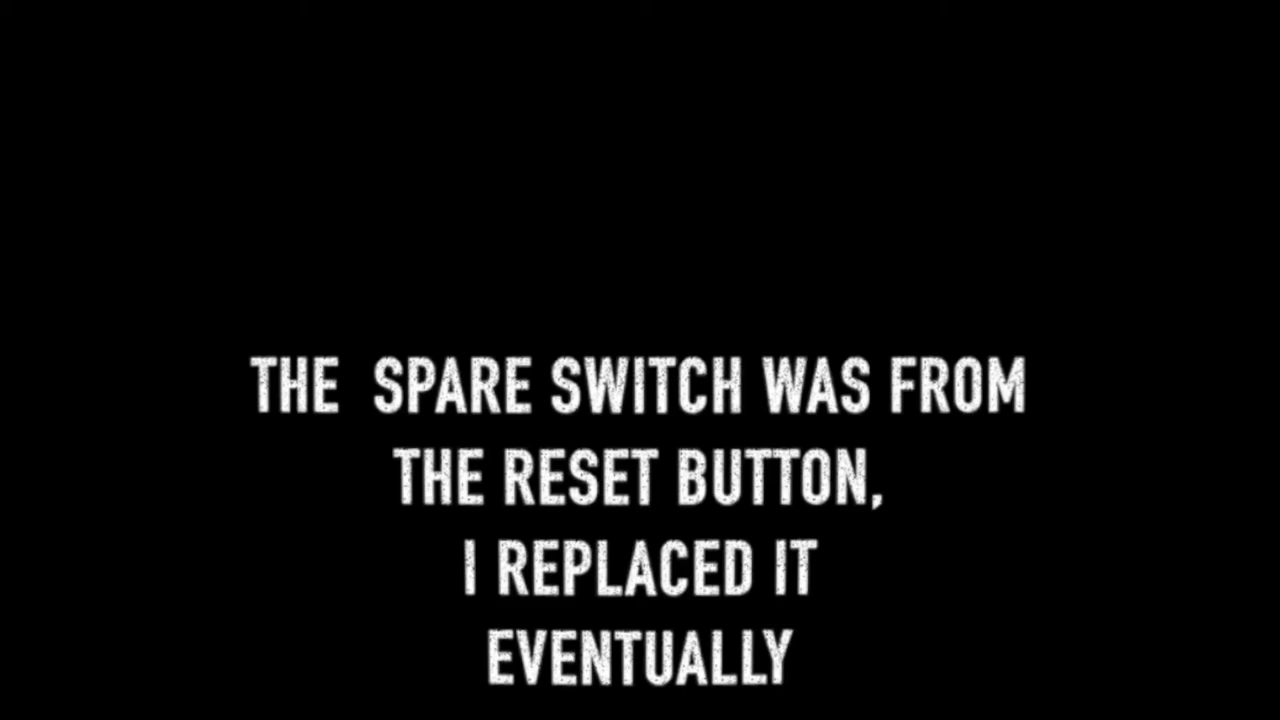 THE  SPARE SWITCH WAS FROM
THE RESET BUTTON,
I REPLACED IT
EVENTUALLY